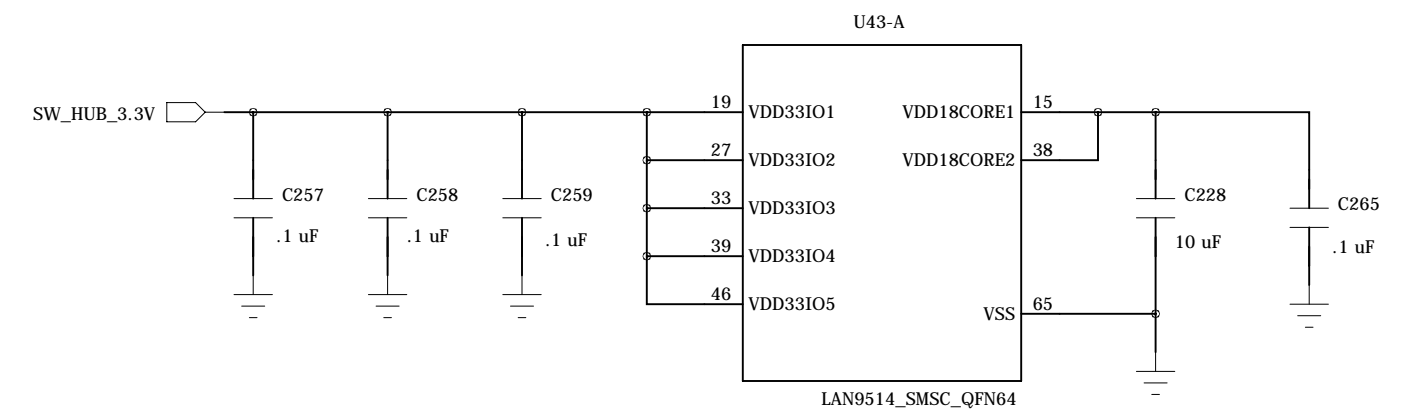 U43-A
SW_HUB_3.3V
19 VDD33IO1 VDD18CORE1 15
27 VDD33IO2 VDD18CORE2 38
C257 C258 C259 33 VDD33IO3 C228 C265
.1 uF .1 uF .1 uF 39 VDD33IO4 10 uF .1 uF
46 VDD33IO5 VSS 65
LAN9514_SMSC_QFN64